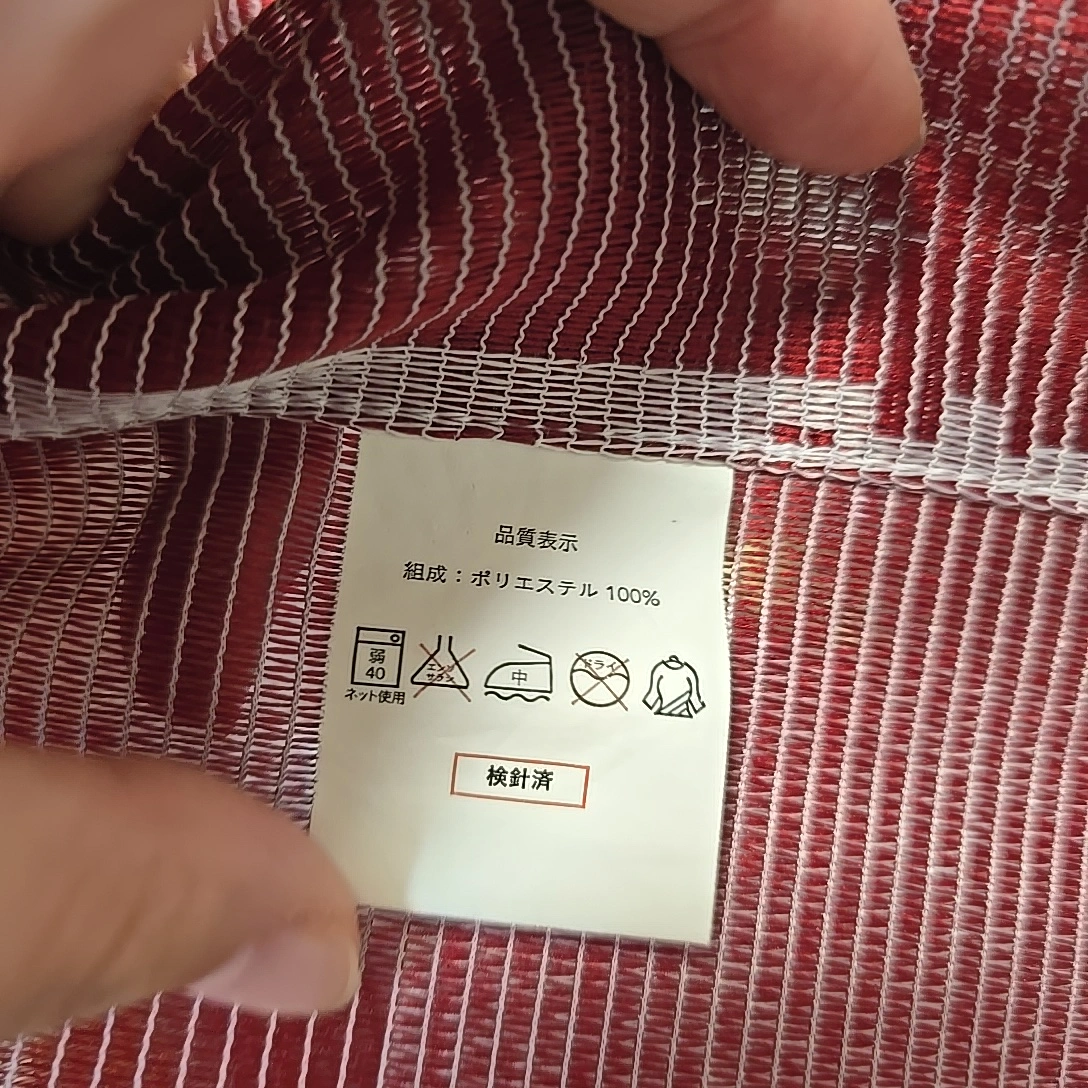 品質表示
組成：ポリエステル 100%
弱
40
ネット使用
エンソ
サラシ
中
ドライ
検針済